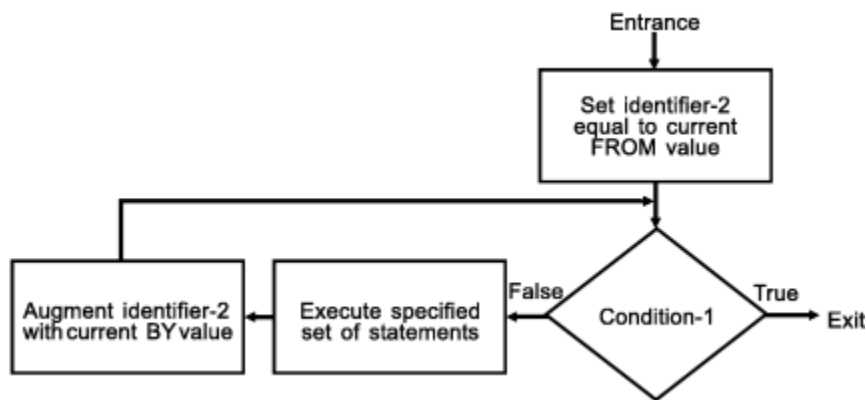 Entrance
Set identifier-2
equal to current
FROM value
False
True
Augment identifier-2
with current BY value
Execute specified
set of statements
Condition-1
Exit